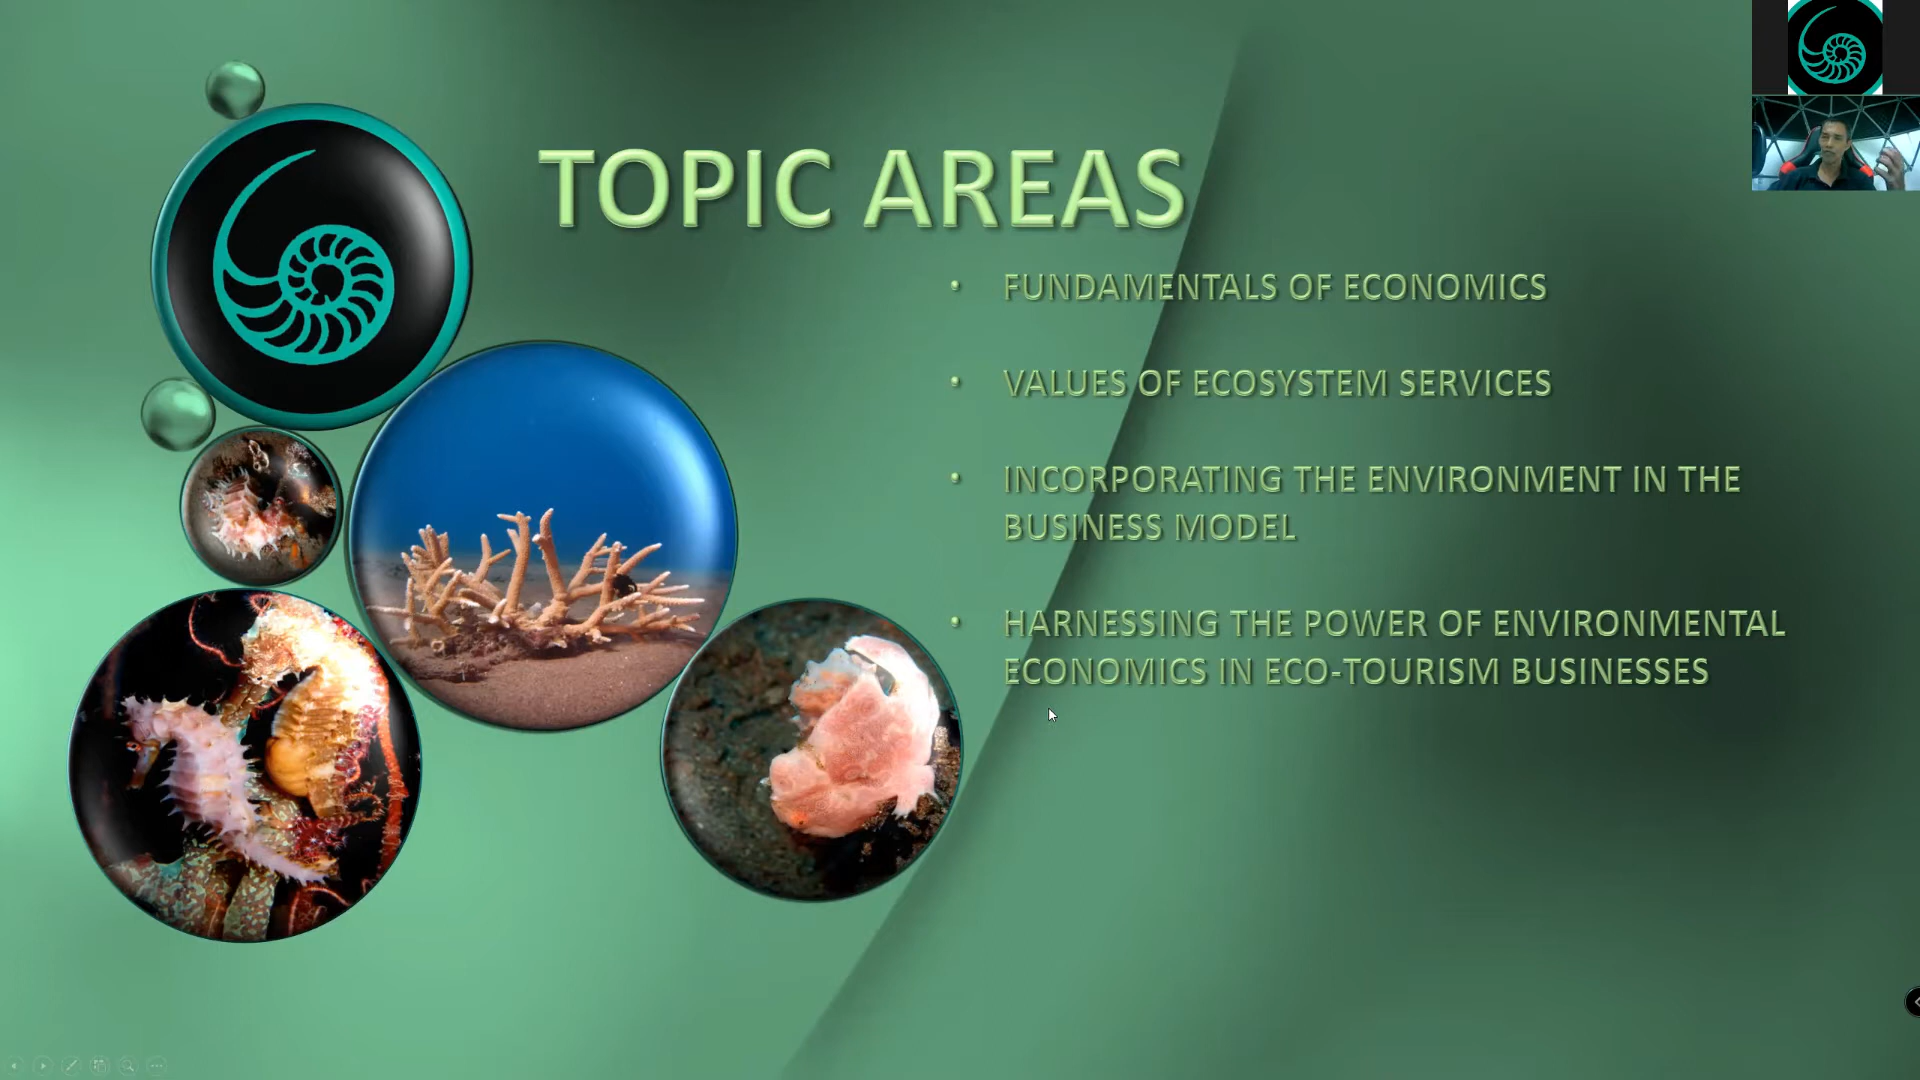 TOPIC AREAS
• FUNDAMENTALS OF ECONOMICS
• VALUES OF ECOSYSTEM SERVICES
• INCORPORATING THE ENVIRONMENT IN THE
BUSINESS MODEL
• HARNESSING THE POWER OF ENVIRONMENTAL
ECONOMICS IN ECO-TOURISM BUSINESSES